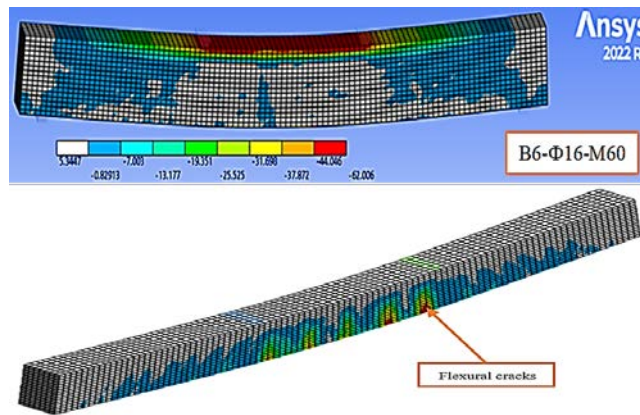 Ansys
2022 R
5.3447 -7.003 -19.351 -31.698 -44.046
-0.82913 -13.177 -25.525 -37.872 -62.006
B6-Φ16-M60
Flexural cracks